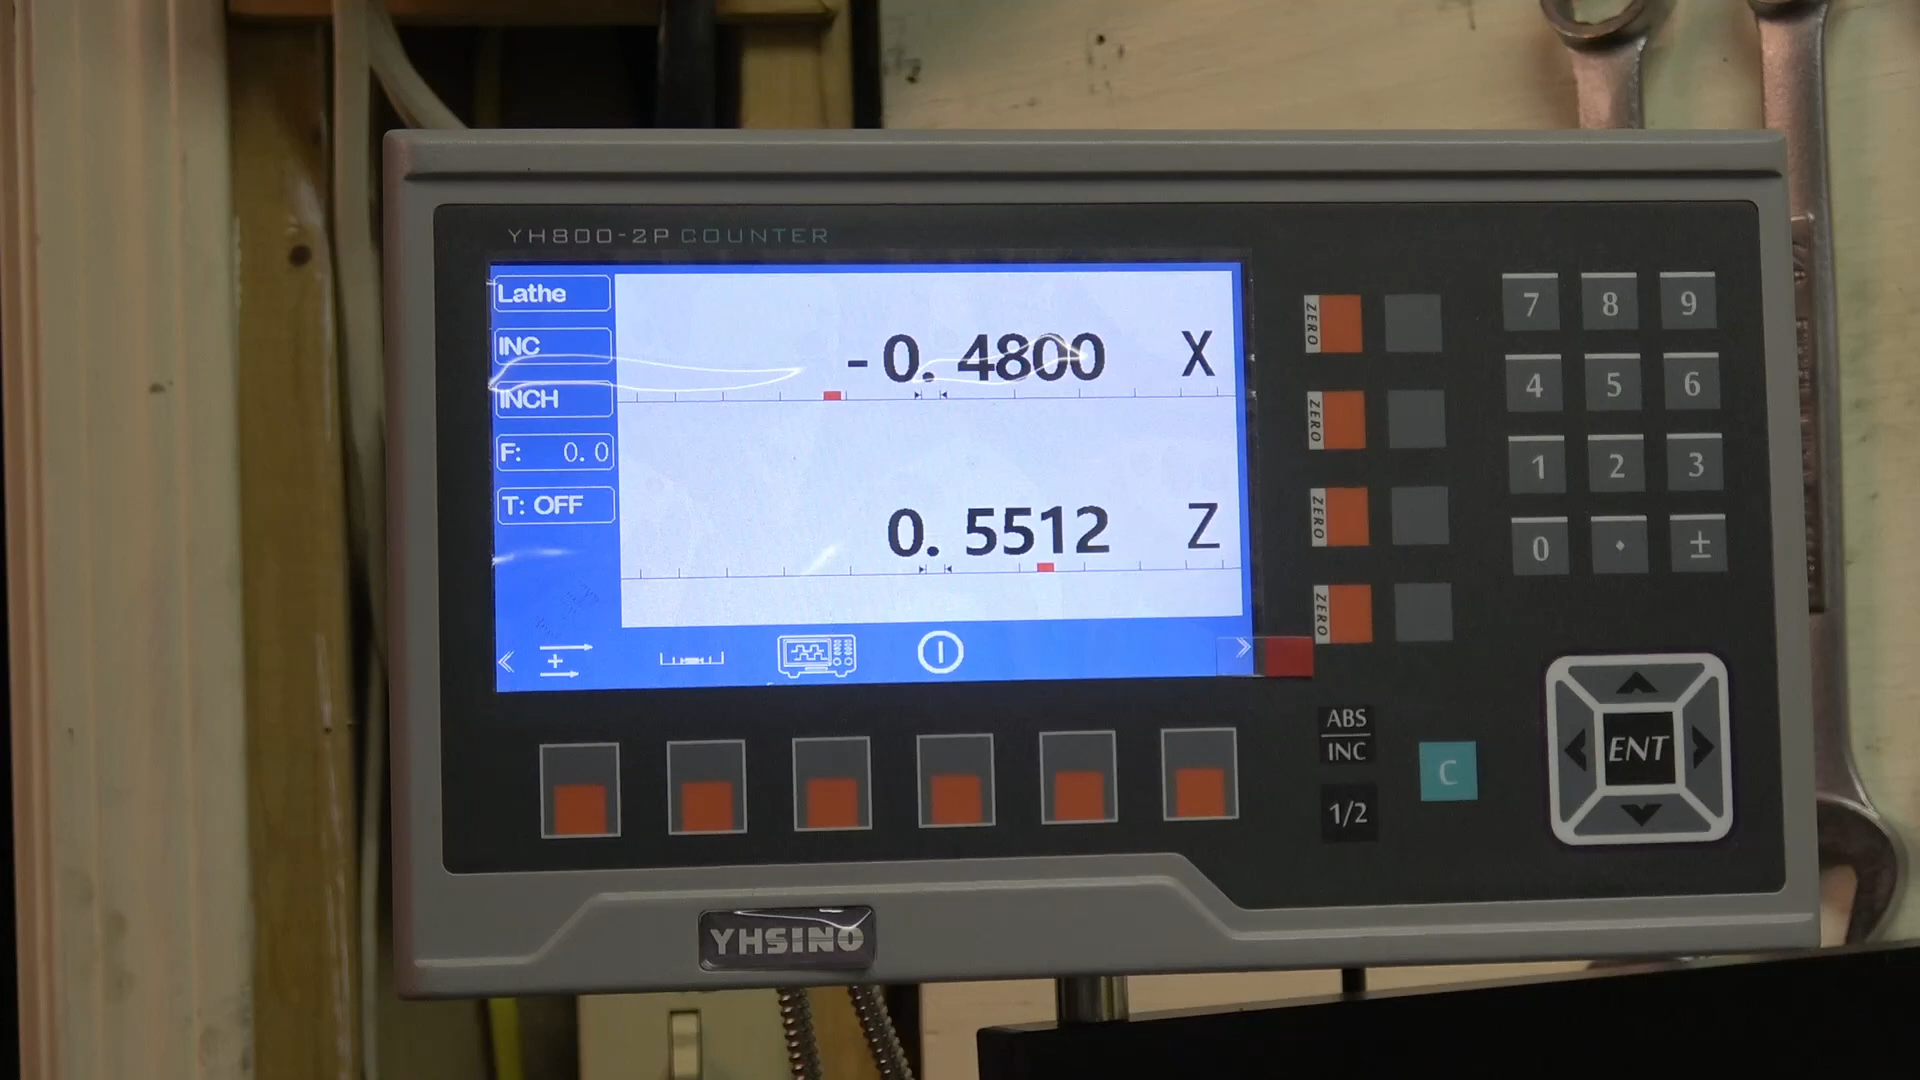 YH800-2P COUNTER
Lathe
INC
INCH
F: 0.0
T: OFF
-0.4800 X
0.5512 Z
ZERO
ZERO
ZERO
ZERO
7 8 9
4 5 6
1 2 3
0 . ±
ABS
INC
1/2
C
ENT
YHSINO